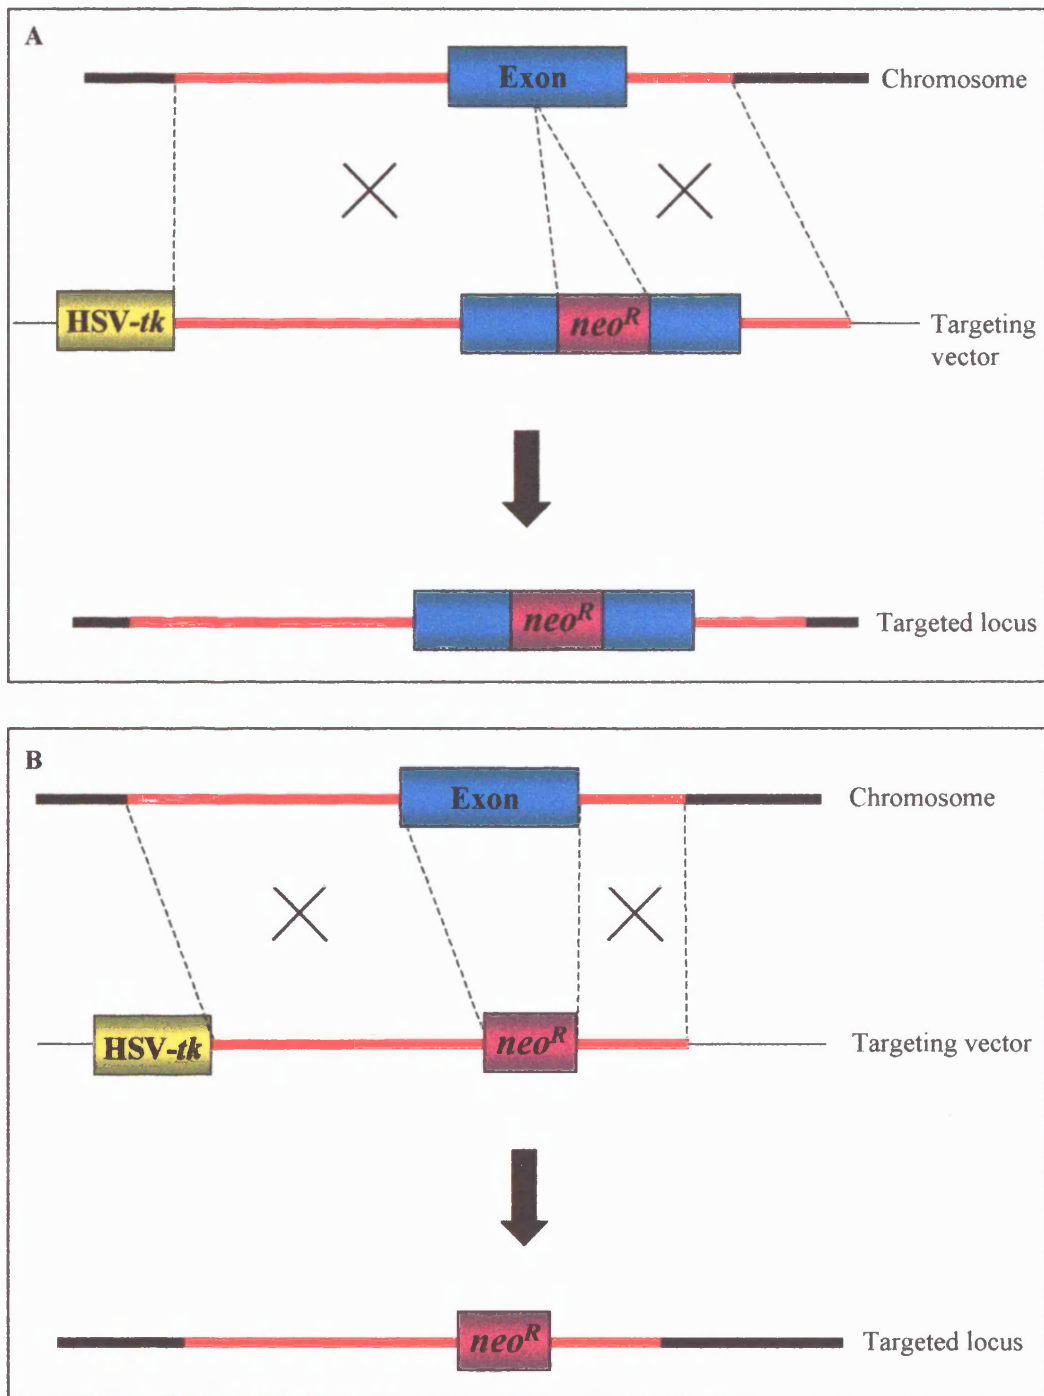 A
Exon
Chromosome
HSV-tk
neoR
Targeting
vector
neoR
Targeted locus
B
Exon
Chromosome
HSV-tk
neoR
Targeting vector
neoR
Targeted locus